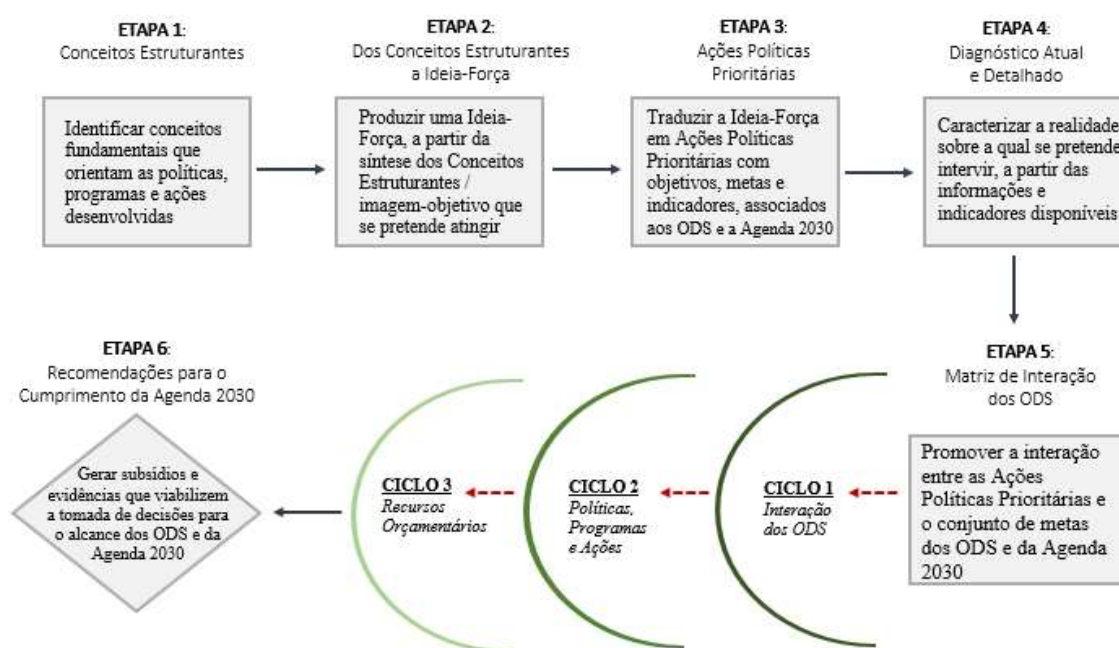 ETAPA 1:
Conceitos Estruturantes
Identificar conceitos
fundamentais que
orientam as políticas,
programas e ações
desenvolvidas
ETAPA 2:
Dos Conceitos Estruturantes
a Ideia-Força
Produzir uma Ideia-
Força, a partir da
síntese dos Conceitos
Estruturantes /
imagem-objetivo que
se pretende atingir
ETAPA 3:
Ações Políticas
Prioritárias
Traduzir a Ideia-Força
em Ações Políticas
Prioritárias com
objetivos, metas e
indicadores, associados
aos ODS e a Agenda 2030
ETAPA 4:
Diagnóstico Atual
e Detalhado
Caracterizar a realidade
sobre a qual se pretende
intervir, a partir das
informações e
indicadores disponíveis
ETAPA 5:
Matriz de Interação
dos ODS
Promover a interação
entre as Ações
Políticas Prioritárias e
o conjunto de metas
dos ODS e da Agenda
2030
CICLO 1
Interação
dos ODS
CICLO 2
Políticas,
Programas
e Ações
CICLO 3
Recursos
Orçamentários
ETAPA 6:
Recomendações para o
Cumprimento da Agenda 2030
Gerar subsídios e
evidências que viabilizem
a tomada de decisões para
o alcance dos ODS e da
Agenda 2030